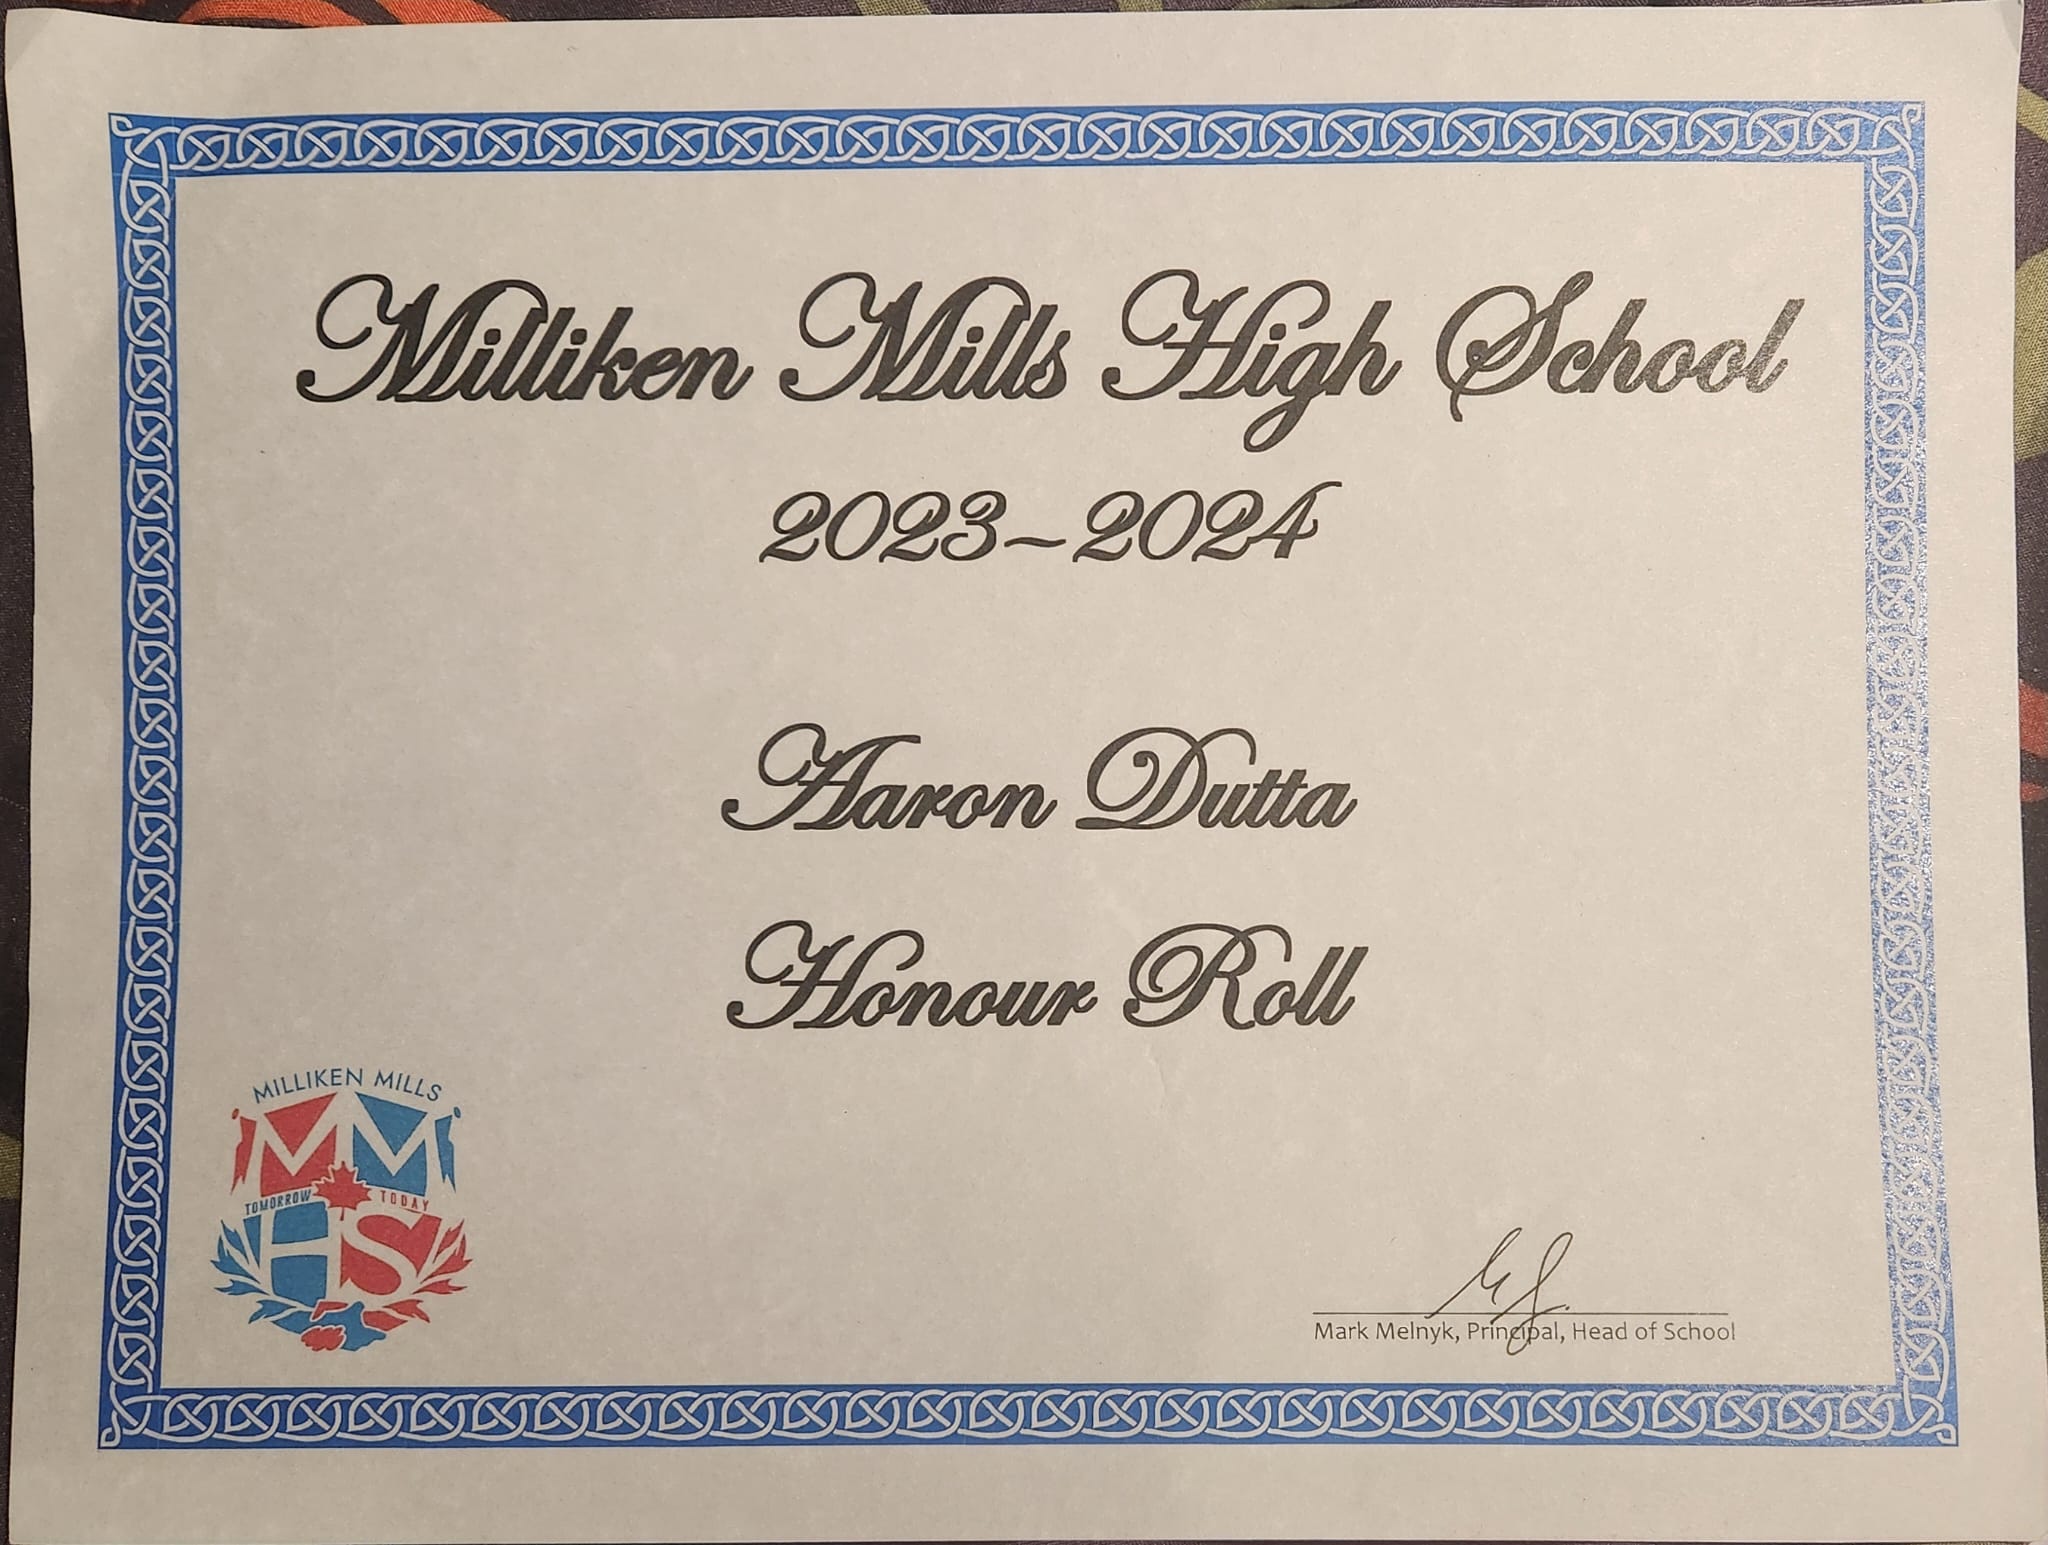 Milliken Mills High School
2023~2024
Aaron Dutta
Honour Roll
MILLIKEN MILLS
MM
TOMORROW TODAY
HS
Mark Melnyk, Principal, Head of School